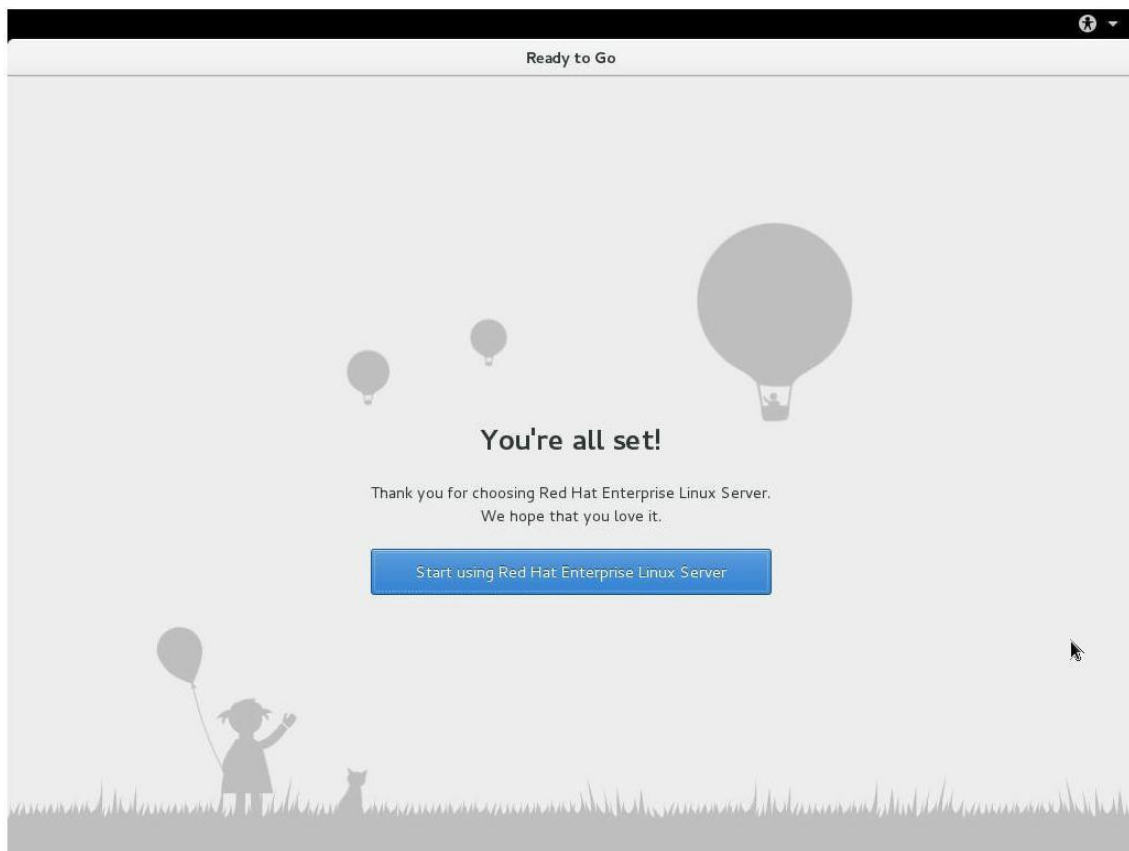 Ready to Go
You're all set!
Thank you for choosing Red Hat Enterprise Linux Server.
We hope that you love it.
Start using Red Hat Enterprise Linux Server